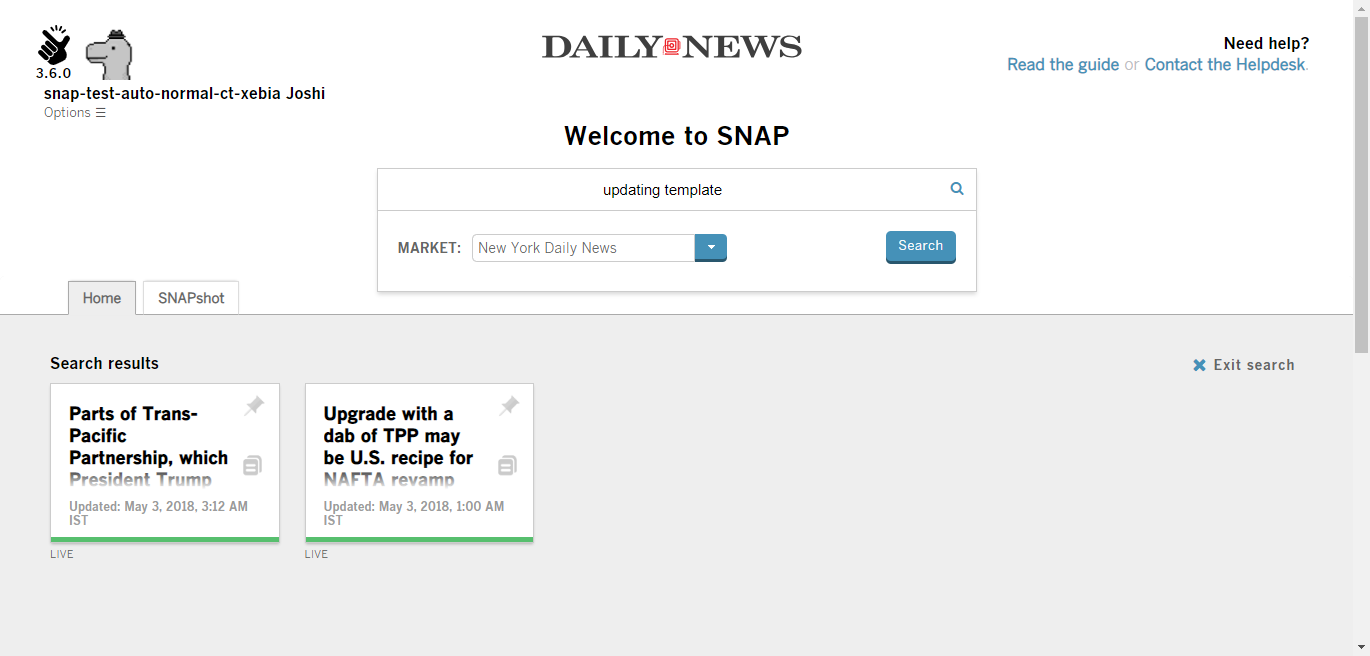 3.6.0
snap-test-auto-normal-ct-xebia Joshi
Options ☰
DAILY NEWS
Need help?
Read the guide or Contact the Helpdesk.
Welcome to SNAP
updating template
MARKET: New York Daily News
Search
Home
SNAPshot
Search results
Exit search
Parts of Trans-
Pacific
Partnership, which
President Trump
Updated: May 3, 2018, 3:12 AM
IST
LIVE
Upgrade with a
dab of TPP may
be U.S. recipe for
NAFTA revamp
Updated: May 3, 2018, 1:00 AM
IST
LIVE